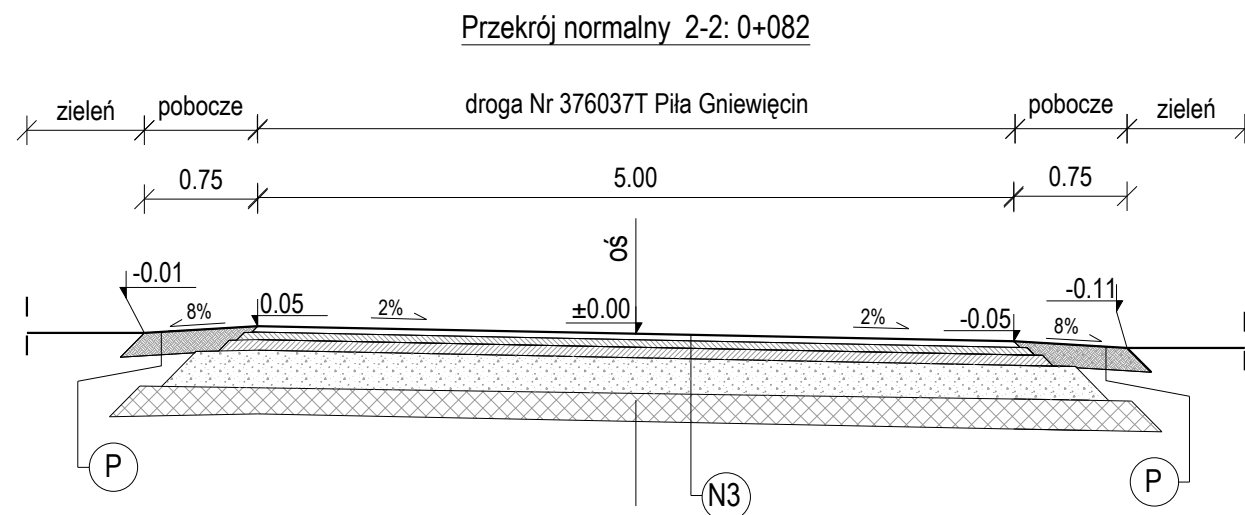 Przekrój normalny 2-2: 0+082
zieleń pobocze droga Nr 376037T Piła Gniewięcin pobocze zieleń
0.75 5.00 0.75
oś
-0.01 8% 0.05 2% ±0.00 2% -0.05 8% -0.11
P N3 P